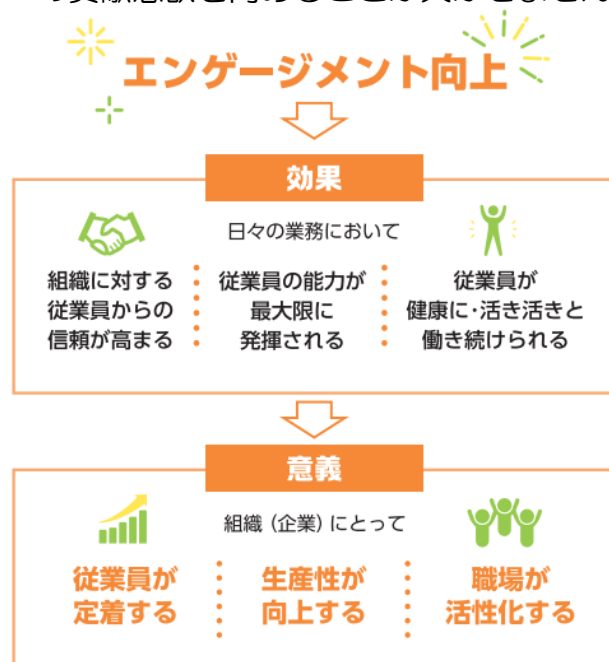 エンゲージメント向上
効果
日々の業務において
組織に対する
従業員からの
信頼が高まる
従業員の能力が
最大限に
発揮される
従業員が
健康に・活き活きと
働き続けられる
意義
組織（企業）にとって
従業員が
定着する
生産性が
向上する
職場が
活性化する